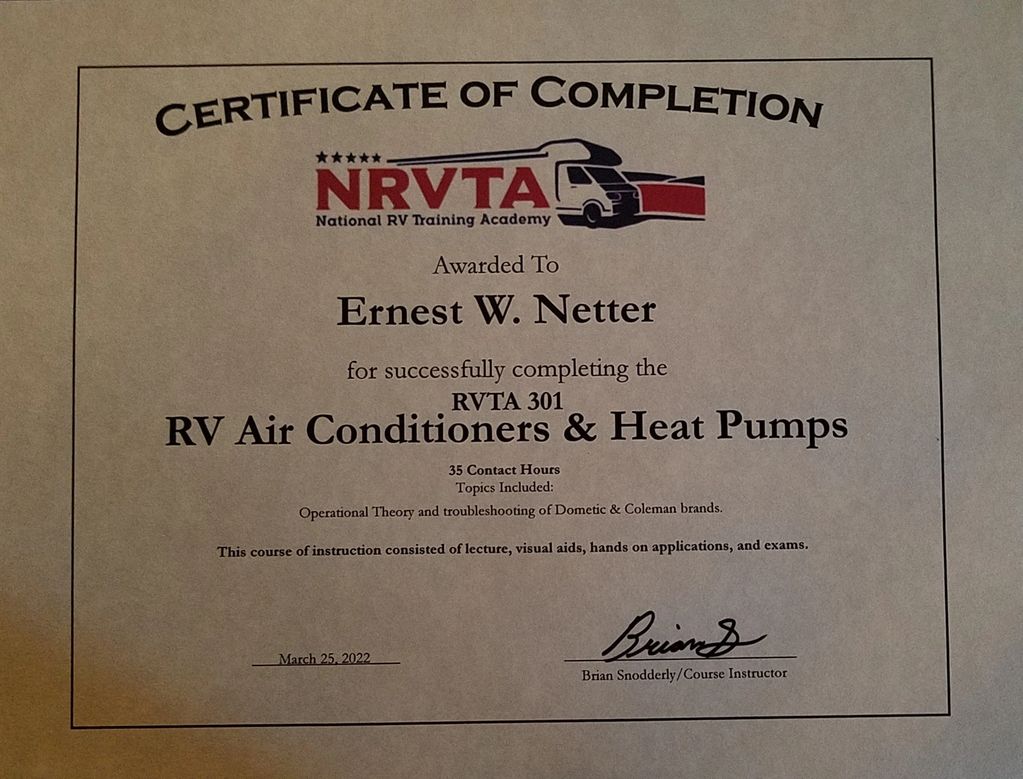 CERTIFICATE OF COMPLETION
NRVTA
National RV Training Academy
Awarded To
Ernest W. Netter
for successfully completing the
RVTA 301
RV Air Conditioners & Heat Pumps
35 Contact Hours
Topics Included:
Operational Theory and troubleshooting of Dometic & Coleman brands.
This course of instruction consisted of lecture, visual aids, hands on applications, and exams.
Brian S
March 25, 2022
Brian Snodderly/Course Instructor